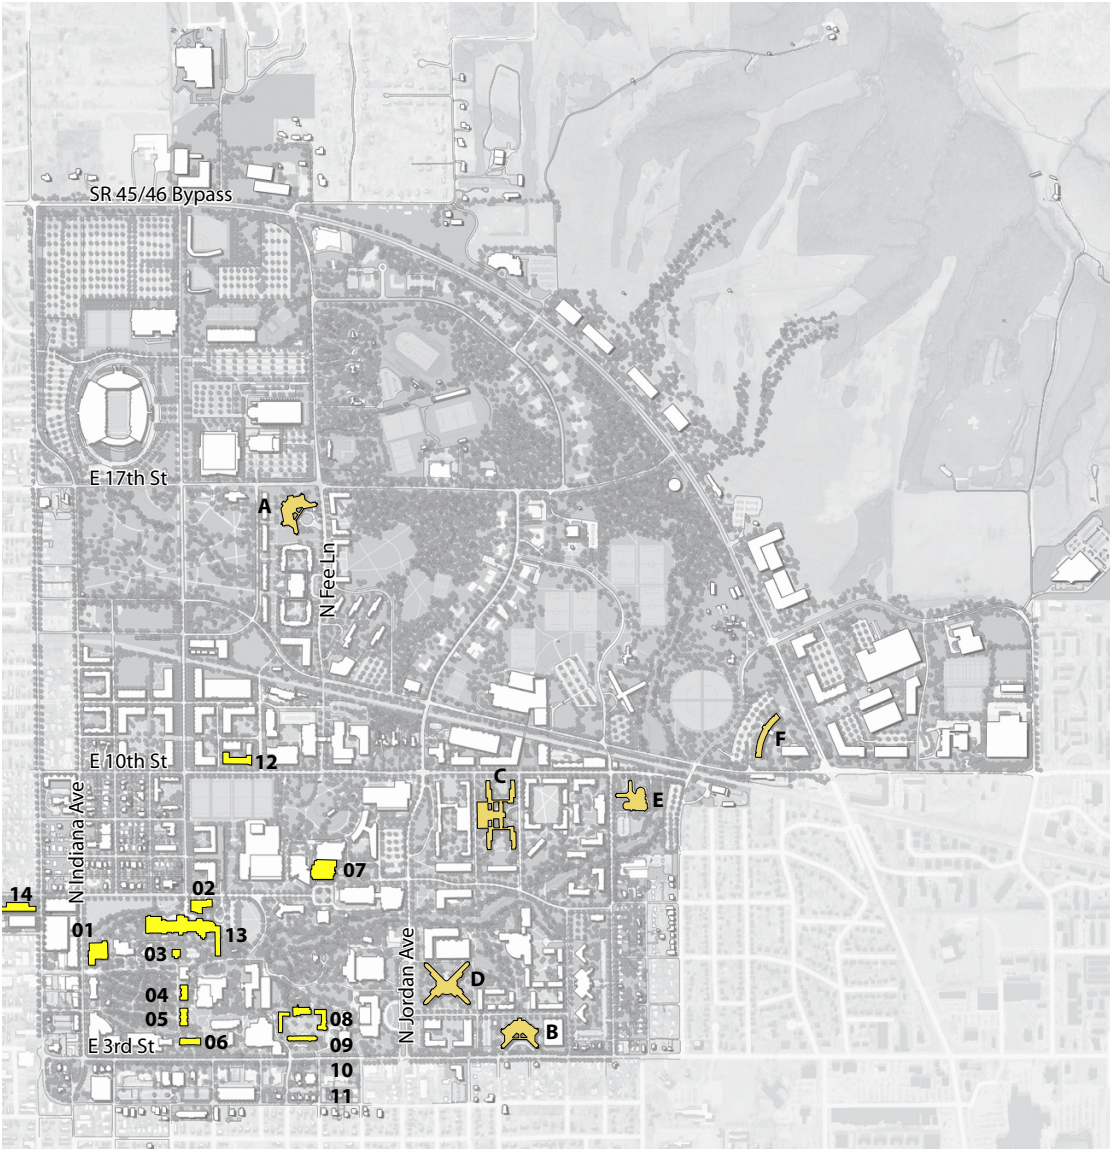 SR 45/46 Bypass
E 17th St
A
N Fee Ln
F
E 10th St
12
C
E
N Indiana Ave
07
14
02
01
13
03
N Jordan Ave
D
04
05
08
B
E 3rd St
06
09
10
11